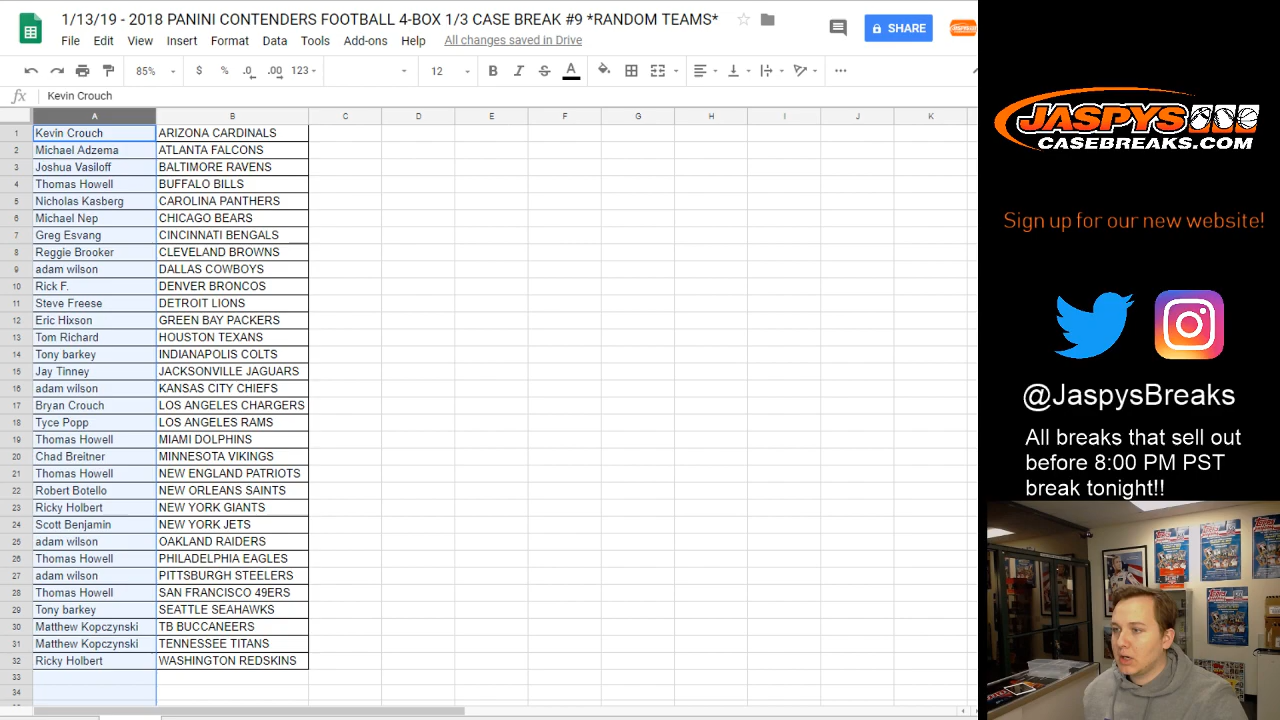 1/13/19 - 2018 PANINI CONTENDERS FOOTBALL 4-BOX 1/3 CASE BREAK #9 *RANDOM TEAMS*
File Edit View Insert Format Data Tools Add-ons Help All changes saved in Drive
SHARE
85% $ % .0 .00 123 12 B I S A
fx Kevin Crouch
A B C D E F G H I J K
1 Kevin Crouch ARIZONA CARDINALS
2 Michael Adzema ATLANTA FALCONS
3 Joshua Vasiloff BALTIMORE RAVENS
4 Thomas Howell BUFFALO BILLS
5 Nicholas Kasberg CAROLINA PANTHERS
6 Michael Nep CHICAGO BEARS
7 Greg Esvang CINCINNATI BENGALS
8 Reggie Brooker CLEVELAND BROWNS
9 adam wilson DALLAS COWBOYS
10 Rick F. DENVER BRONCOS
11 Steve Freese DETROIT LIONS
12 Eric Hixson GREEN BAY PACKERS
13 Tom Richard HOUSTON TEXANS
14 Tony barkey INDIANAPOLIS COLTS
15 Jay Tinney JACKSONVILLE JAGUARS
16 adam wilson KANSAS CITY CHIEFS
17 Bryan Crouch LOS ANGELES CHARGERS
18 Tyce Popp LOS ANGELES RAMS
19 Thomas Howell MIAMI DOLPHINS
20 Chad Breitner MINNESOTA VIKINGS
21 Thomas Howell NEW ENGLAND PATRIOTS
22 Robert Botello NEW ORLEANS SAINTS
23 Ricky Holbert NEW YORK GIANTS
24 Scott Benjamin NEW YORK JETS
25 adam wilson OAKLAND RAIDERS
26 Thomas Howell PHILADELPHIA EAGLES
27 adam wilson PITTSBURGH STEELERS
28 Thomas Howell SAN FRANCISCO 49ERS
29 Tony barkey SEATTLE SEAHAWKS
30 Matthew Kopczynski TB BUCCANEERS
31 Matthew Kopczynski TENNESSEE TITANS
32 Ricky Holbert WASHINGTON REDSKINS
33
34
JASPYS
CASEBREAKS.COM
Sign up for our new website!
@JaspysBreaks
All breaks that sell out
before 8:00 PM PST
break tonight!!
Topps